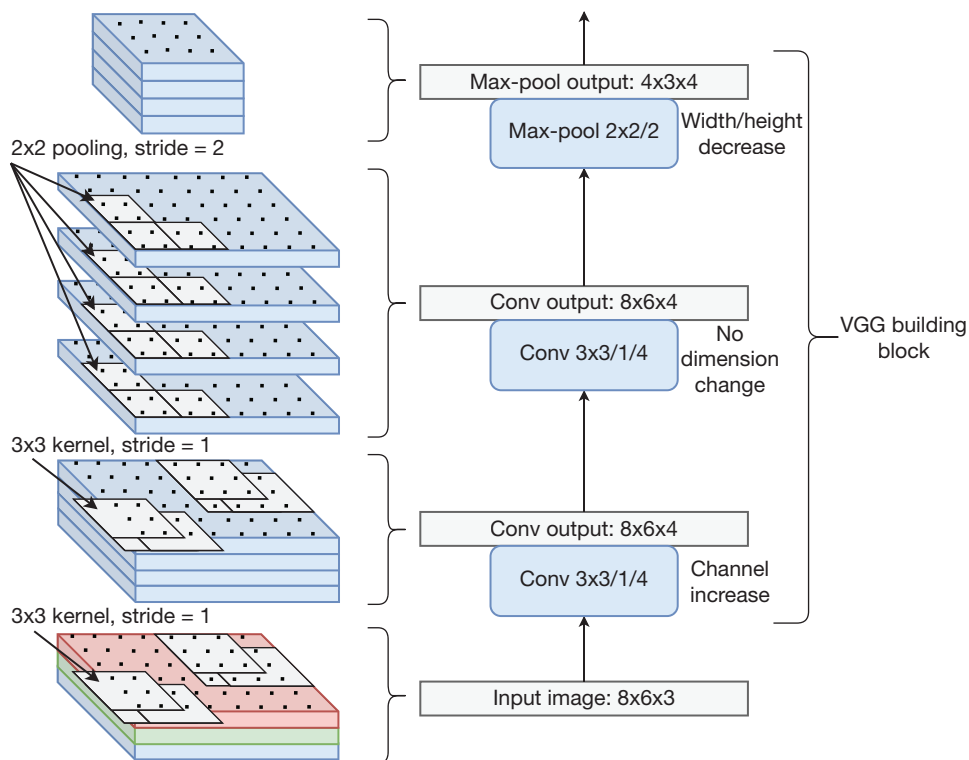 Max-pool output: 4x3x4
Max-pool 2x2/2
Width/height
decrease
2x2 pooling, stride = 2
Conv output: 8x6x4
Conv 3x3/1/4
No
dimension
change
VGG building
block
3x3 kernel, stride = 1
Conv output: 8x6x4
Conv 3x3/1/4
Channel
increase
3x3 kernel, stride = 1
Input image: 8x6x3